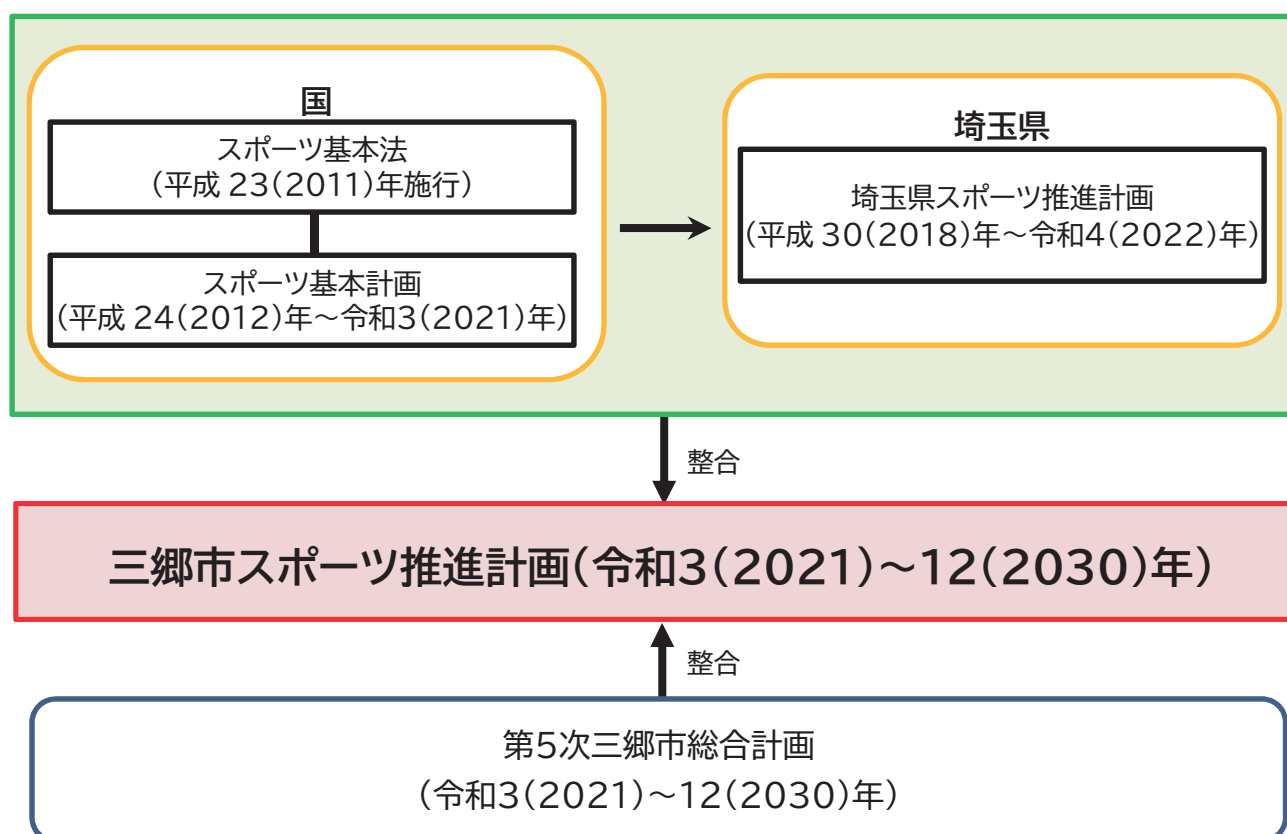 国
スポーツ基本法
(平成 23(2011)年施行)
スポーツ基本計画
(平成 24(2012)年~令和3(2021)年)
埼玉県
埼玉県スポーツ推進計画
(平成 30(2018)年~令和4(2022)年)
整合
三郷市スポーツ推進計画(令和3(2021)~12(2030)年)
整合
第5次三郷市総合計画
(令和3(2021)~12(2030)年)